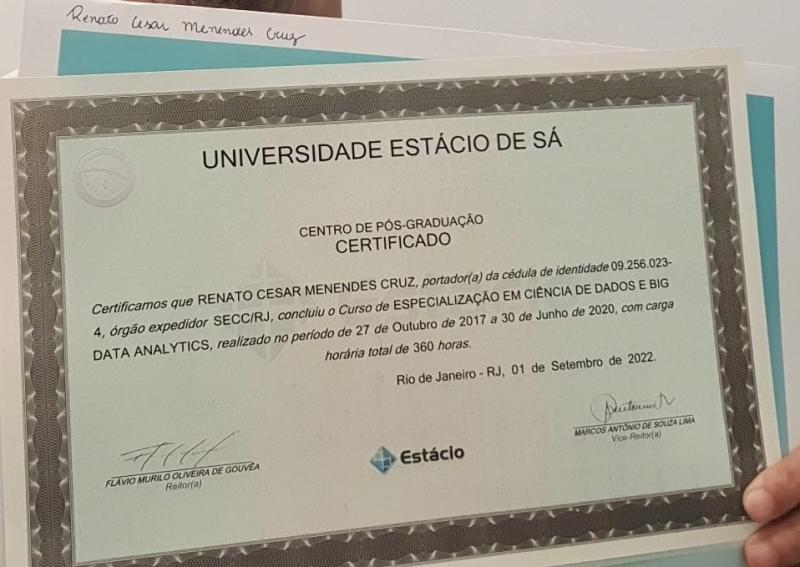 Renato Cesar Menendes Cruz
UNIVERSIDADE ESTÁCIO DE SÁ
CENTRO DE PÓS-GRADUAÇÃO
CERTIFICADO
Certificamos que RENATO CESAR MENENDES CRUZ, portador(a) da cédula de identidade 09.256.023-
4, órgão expedidor SECC/RJ, concluiu o Curso de ESPECIALIZAÇÃO EM CIÊNCIA DE DADOS E BIG
DATA ANALYTICS, realizado no período de 27 de Outubro de 2017 a 30 de Junho de 2020, com carga
horária total de 360 horas.
Rio de Janeiro - RJ, 01 de Setembro de 2022.
FLÁVIO MURILO OLIVEIRA DE GOUVÊA
Reitor(a)
Estácio
MARCOS ANTÔNIO DE SOUZA LIMA
Vice-Reitor(a)